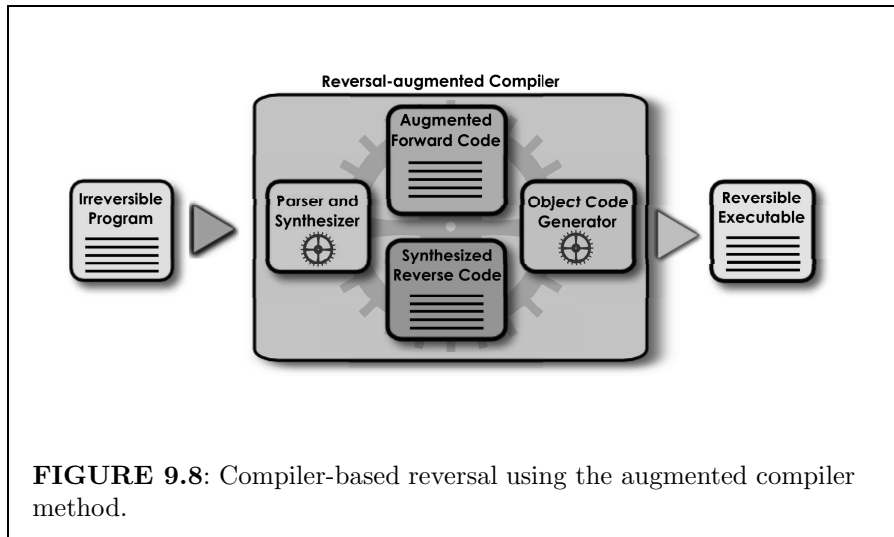 Reversal-augmented Compiler
Irreversible
Program
Parser and
Synthesizer
Augmented
Forward Code
Synthesized
Reverse Code
Object Code
Generator
Reversible
Executable
FIGURE 9.8: Compiler-based reversal using the augmented compiler
method.